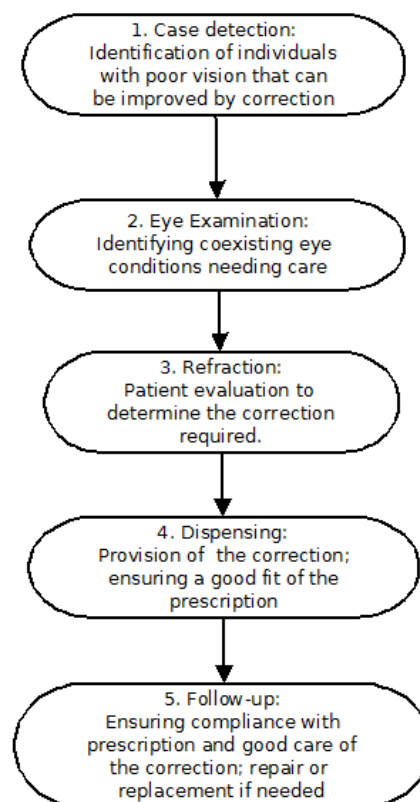 1. Case detection:
Identification of individuals
with poor vision that can
be improved by correction
2. Eye Examination:
Identifying coexisting eye
conditions needing care
3. Refraction:
Patient evaluation to
determine the correction
required.
4. Dispensing:
Provision of the correction;
ensuring a good fit of the
prescription
5. Follow-up:
Ensuring compliance with
prescription and good care of
the correction; repair or
replacement if needed